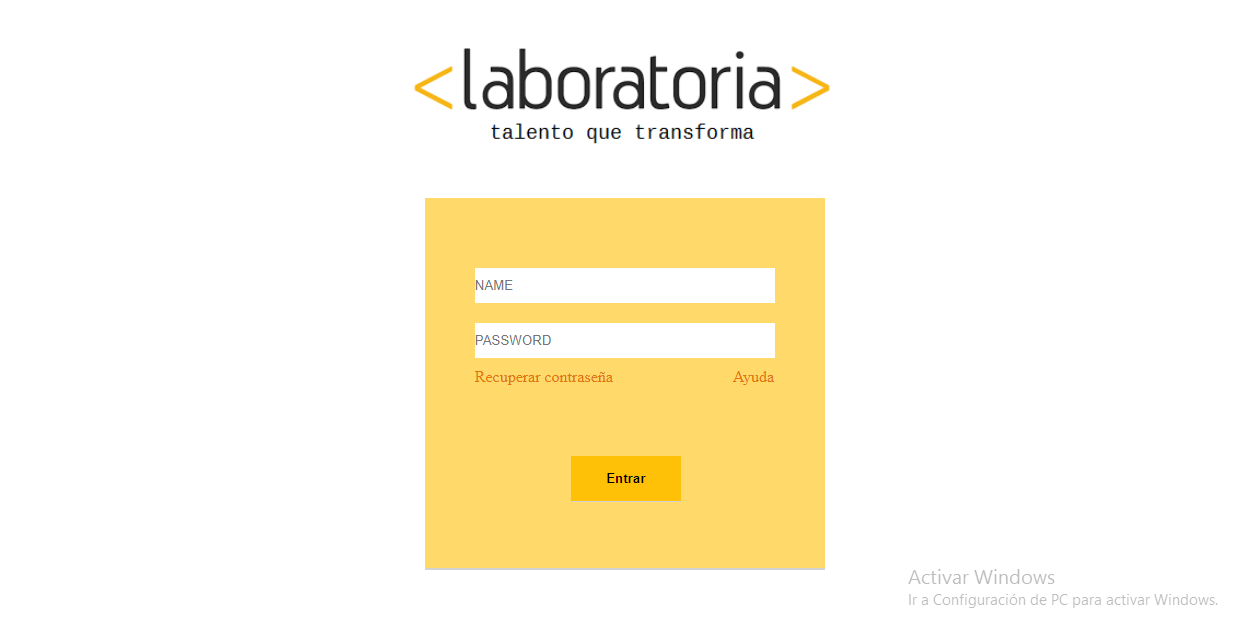 <laboratoria>
talento que transforma
NAME
PASSWORD
Recuperar contraseña Ayuda
Entrar
Activar Windows
Ir a Configuración de PC para activar Windows.